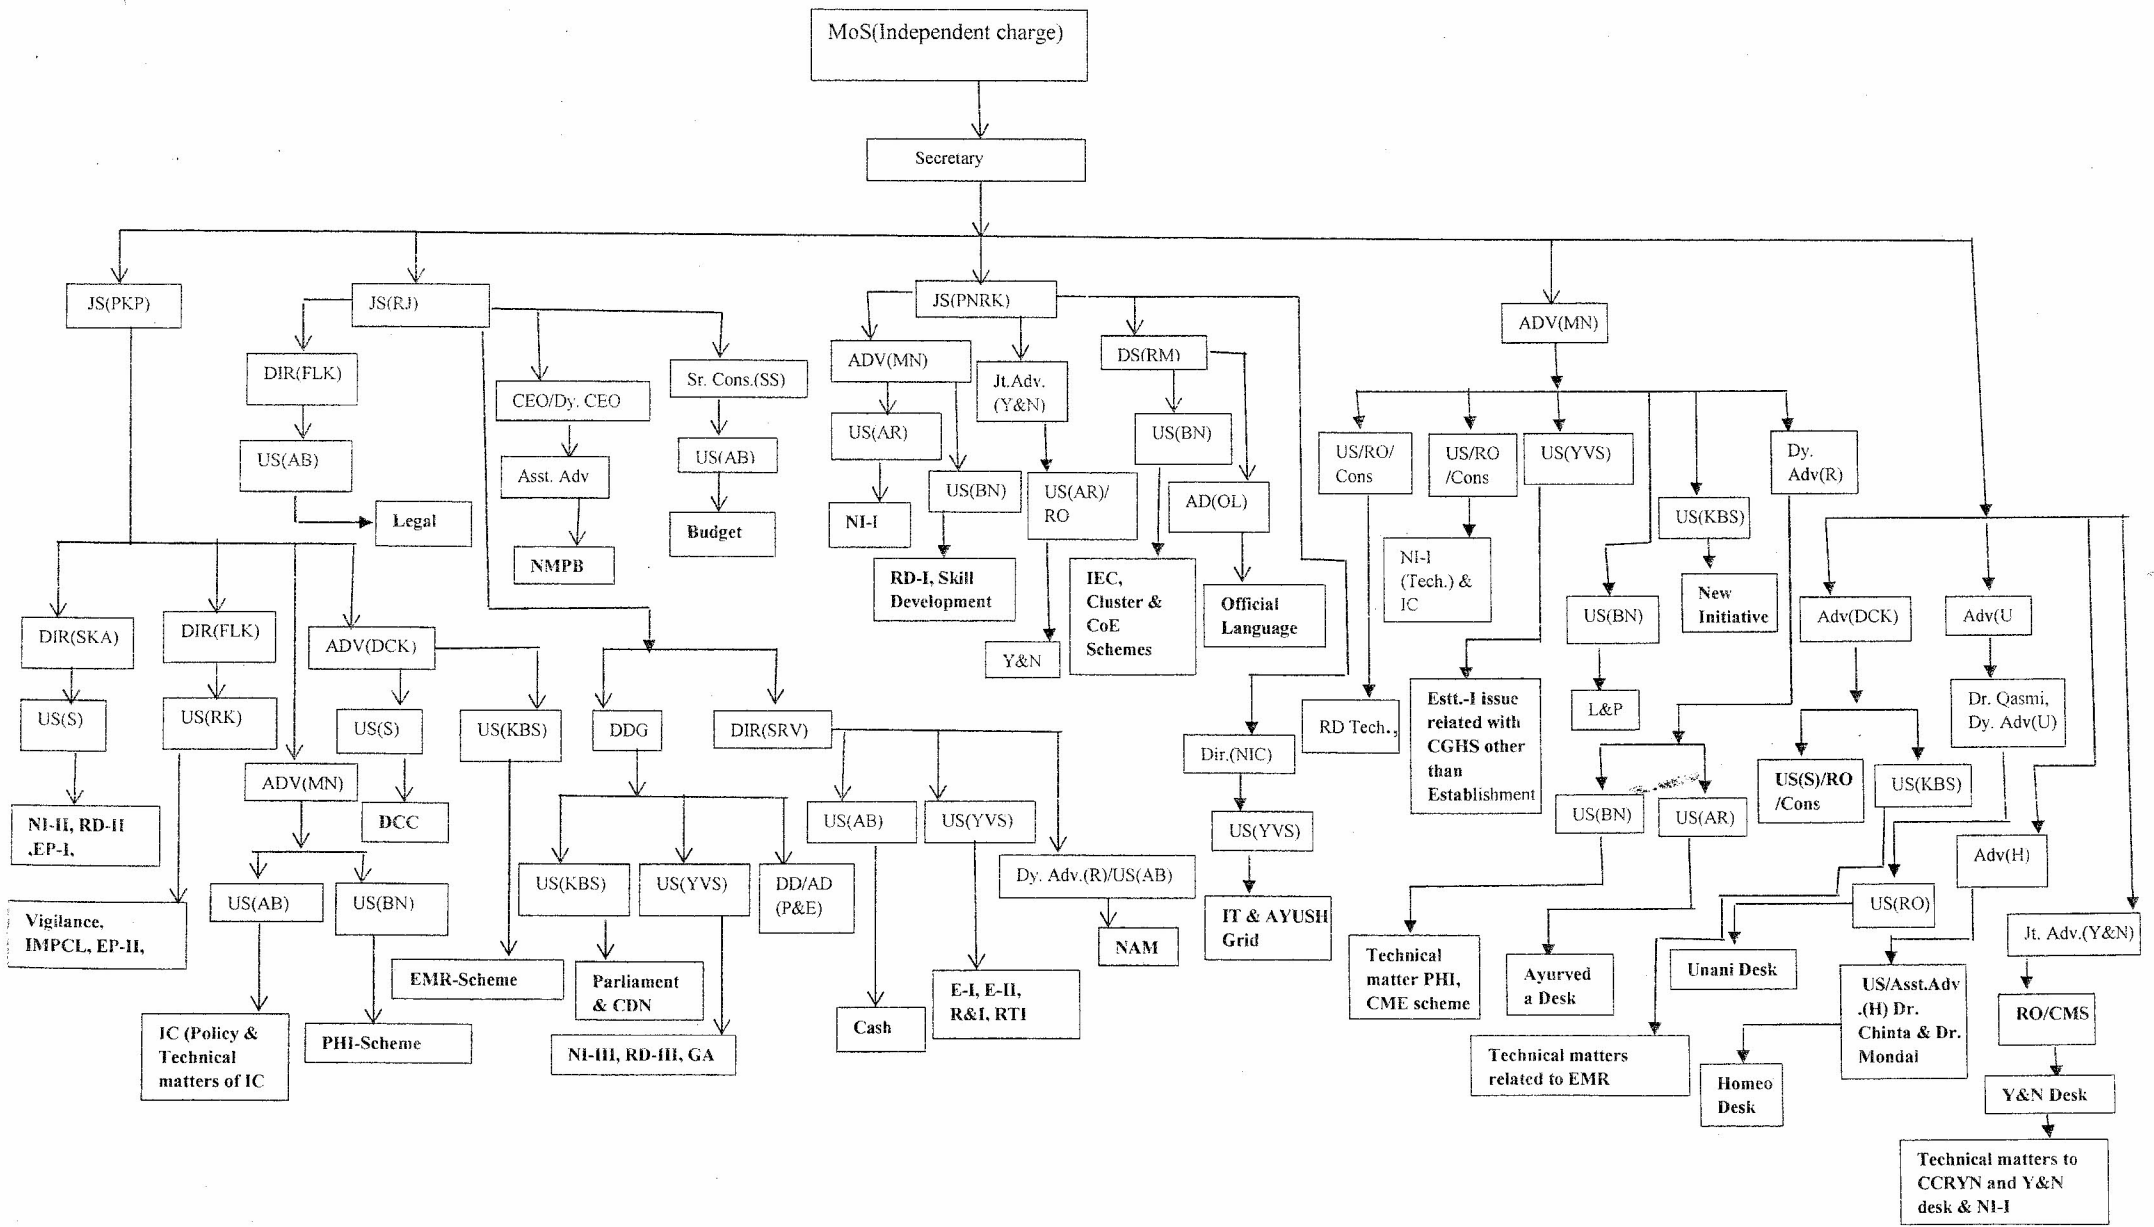 MoS(Independent charge)
Secretary
JS(PKP)
JS(RJ)
JS(PNRK)
ADV(MN)
DIR(FLK)
US(AB)
Legal
CEO/Dy. CEO
Asst. Adv
NMPB
Sr. Cons.(SS)
US(AB)
Budget
DIR(SKA)
US(S)
NI-II, RD-II
,EP-I,
DIR(FLK)
US(RK)
Vigilance,
IMPCL, EP-II,
ADV(MN)
US(AB)
IC (Policy &
Technical
matters of IC
US(BN)
PHI-Scheme
ADV(DCK)
US(S)
DCC
US(KBS)
EMR-Scheme
DDG
US(KBS)
Parliament
& CDN
US(YVS)
NI-III, RD-III, GA
DD/AD
(P&E)
DIR(SRV)
US(AB)
Cash
US(YVS)
E-I, E-II,
R&I, RTI
Dy. Adv.(R)/US(AB)
NAM
ADV(MN)
US(AR)
NI-I
US(BN)
RD-I, Skill
Development
Jt.Adv.
(Y&N)
US(AR)/
RO
Y&N
DS(RM)
US(BN)
IEC,
Cluster &
CoE
Schemes
AD(OL)
Official
Language
Dir.(NIC)
US(YVS)
IT & AYUSH
Grid
US/RO/
Cons
RD Tech.,
US/RO
/Cons
NI-I
(Tech.) &
IC
US(YVS)
Estt.-I issue
related with
CGHS other
than
Establishment
US(BN)
L&P
US(KBS)
New
Initiative
Dy.
Adv(R)
US(BN)
Technical
matter PHI,
CME scheme
US(AR)
Ayurved
a Desk
Adv(DCK)
US(S)/RO
/Cons
US(KBS)
Technical matters
related to EMR
Adv(U
Dr. Qasmi,
Dy. Adv(U)
US(RO)
Unani Desk
Adv(H)
US/Asst.Adv
.(H) Dr.
Chinta & Dr.
Mondal
Homeo
Desk
Jt. Adv.(Y&N)
RO/CMS
Y&N Desk
Technical matters to
CCRYN and Y&N
desk & NI-I